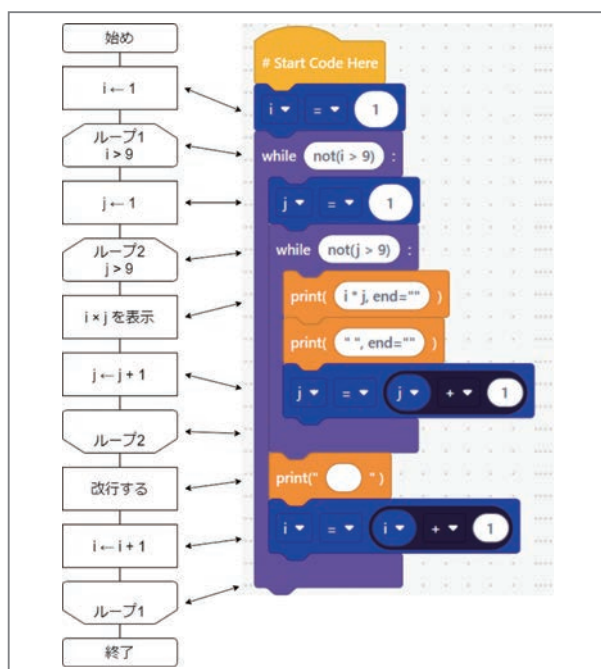 始め
i ← 1
ループ1
i > 9
j ← 1
ループ2
j > 9
i × j を表示
j ← j + 1
ループ2
改行する
i ← i + 1
ループ1
終了
# Start Code Here
i = 1
while not(i > 9) :
j = 1
while not(j > 9) :
print( i * j, end="" )
print( " ", end="" )
j = j + 1
print(" ")
i = i + 1